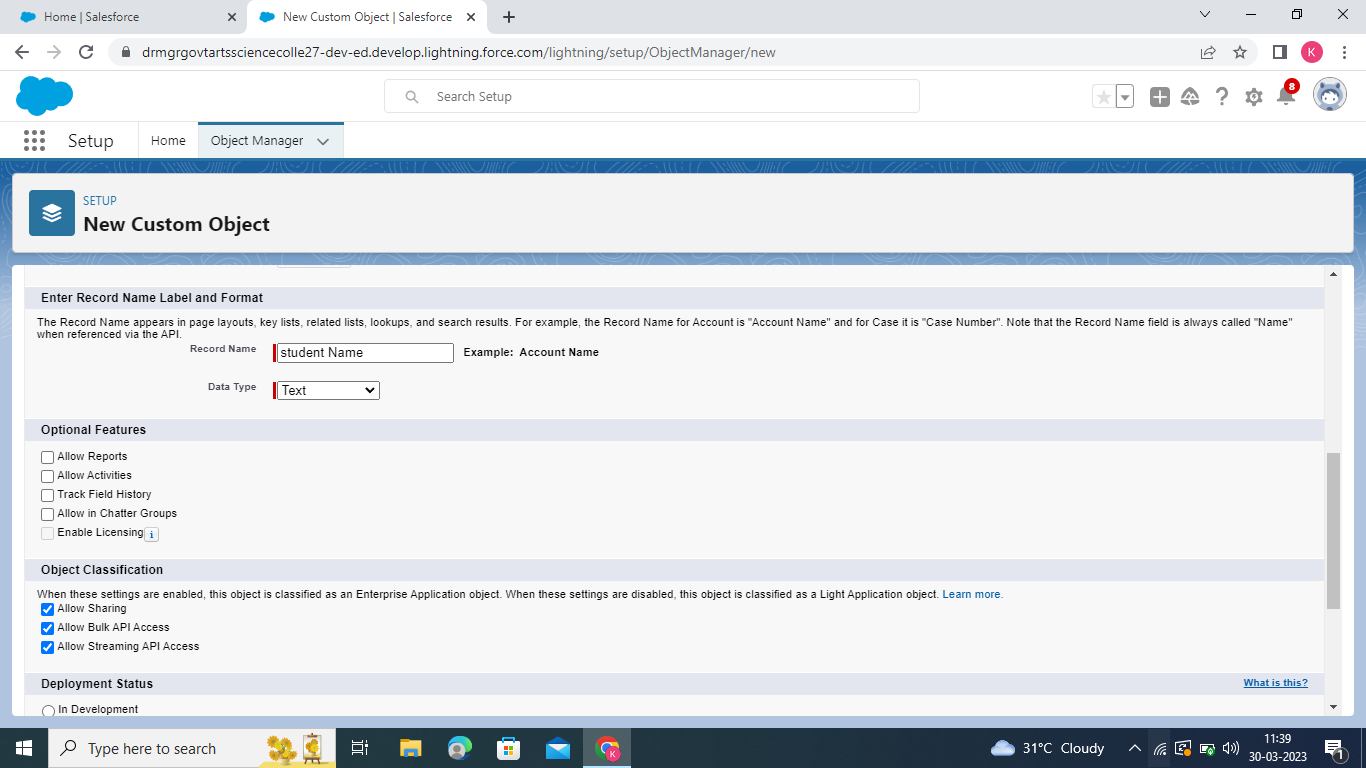 Home | Salesforce
New Custom Object | Salesforce
drmgrgovtartssciencecolle27-dev-ed.develop.lightning.force.com/lightning/setup/ObjectManager/new
K
Search Setup
8
Setup
Home
Object Manager
SETUP
New Custom Object
Enter Record Name Label and Format
The Record Name appears in page layouts, key lists, related lists, lookups, and search results. For example, the Record Name for Account is "Account Name" and for Case it is "Case Number". Note that the Record Name field is always called "Name"
when referenced via the API.
Record Name student Name Example: Account Name
Data Type Text
Optional Features
Allow Reports
Allow Activities
Track Field History
Allow in Chatter Groups
Enable Licensing i
Object Classification
When these settings are enabled, this object is classified as an Enterprise Application object. When these settings are disabled, this object is classified as a Light Application object. Learn more.
Allow Sharing
Allow Bulk API Access
Allow Streaming API Access
Deployment Status What is this?
In Development
Type here to search
K
31°C Cloudy
11:39
30-03-2023
1